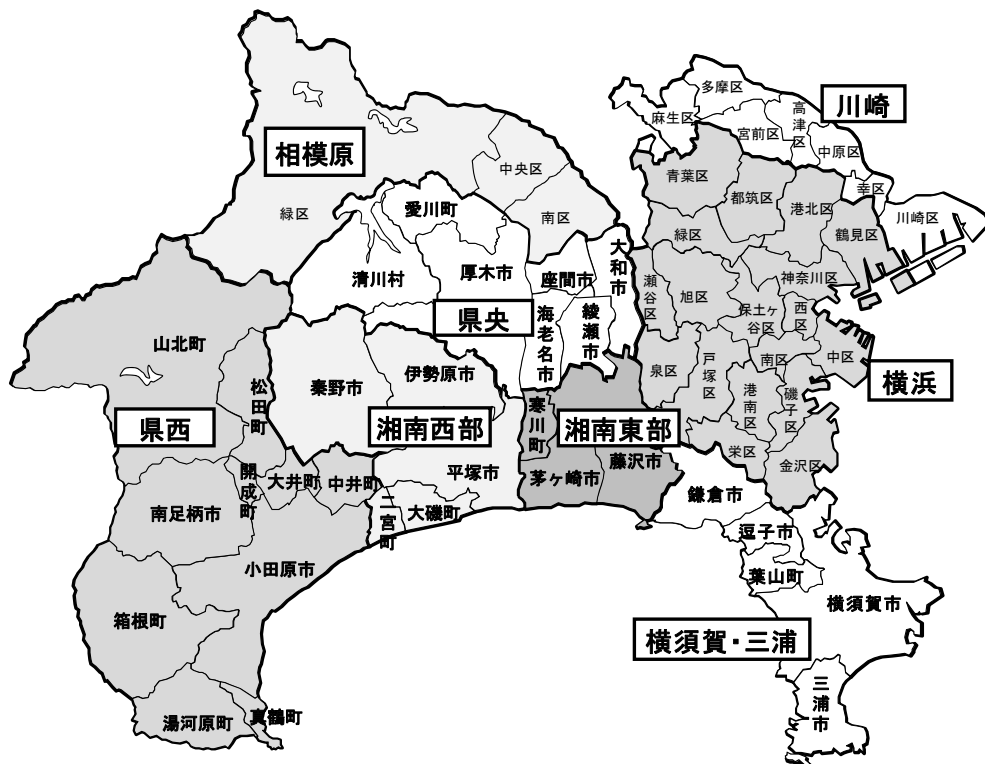 多摩区
川崎
麻生区
宮前区
高津区
中原区
幸区
川崎区
相模原
中央区
緑区
南区
青葉区
都筑区
港北区
鶴見区
緑区
神奈川区
瀬谷区
旭区
保土ヶ谷区
西区
中区
泉区
戸塚区
南区
横浜
港南区
磯子区
栄区
金沢区
愛川町
清川村
厚木市
座間市
大和市
県央
海老名市
綾瀬市
山北町
松田町
県西
開成町
大井町
中井町
南足柄市
小田原市
箱根町
湯河原町
真鶴町
秦野市
伊勢原市
湘南西部
平塚市
二宮町
大磯町
寒川町
湘南東部
茅ヶ崎市
藤沢市
鎌倉市
逗子市
葉山町
横須賀市
横須賀・三浦
三浦市